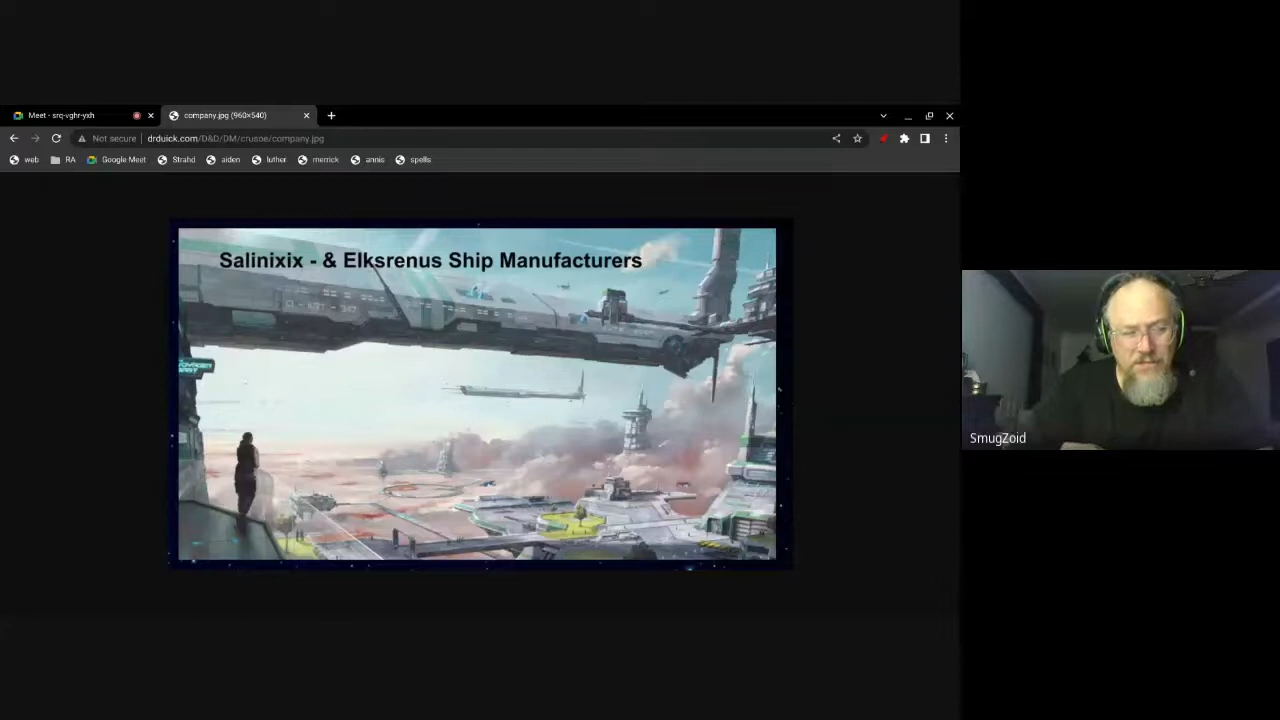 Meet - srq-vghr-yxh
company.jpg (960×540)
Not secure
drduick.com/D&D/DM/crusoe/company.jpg
web
RA
Google Meet
Strahd
aiden
luther
merrick
annis
spells
Salinixix - & Elksrenus Ship Manufacturers
SmugZoid